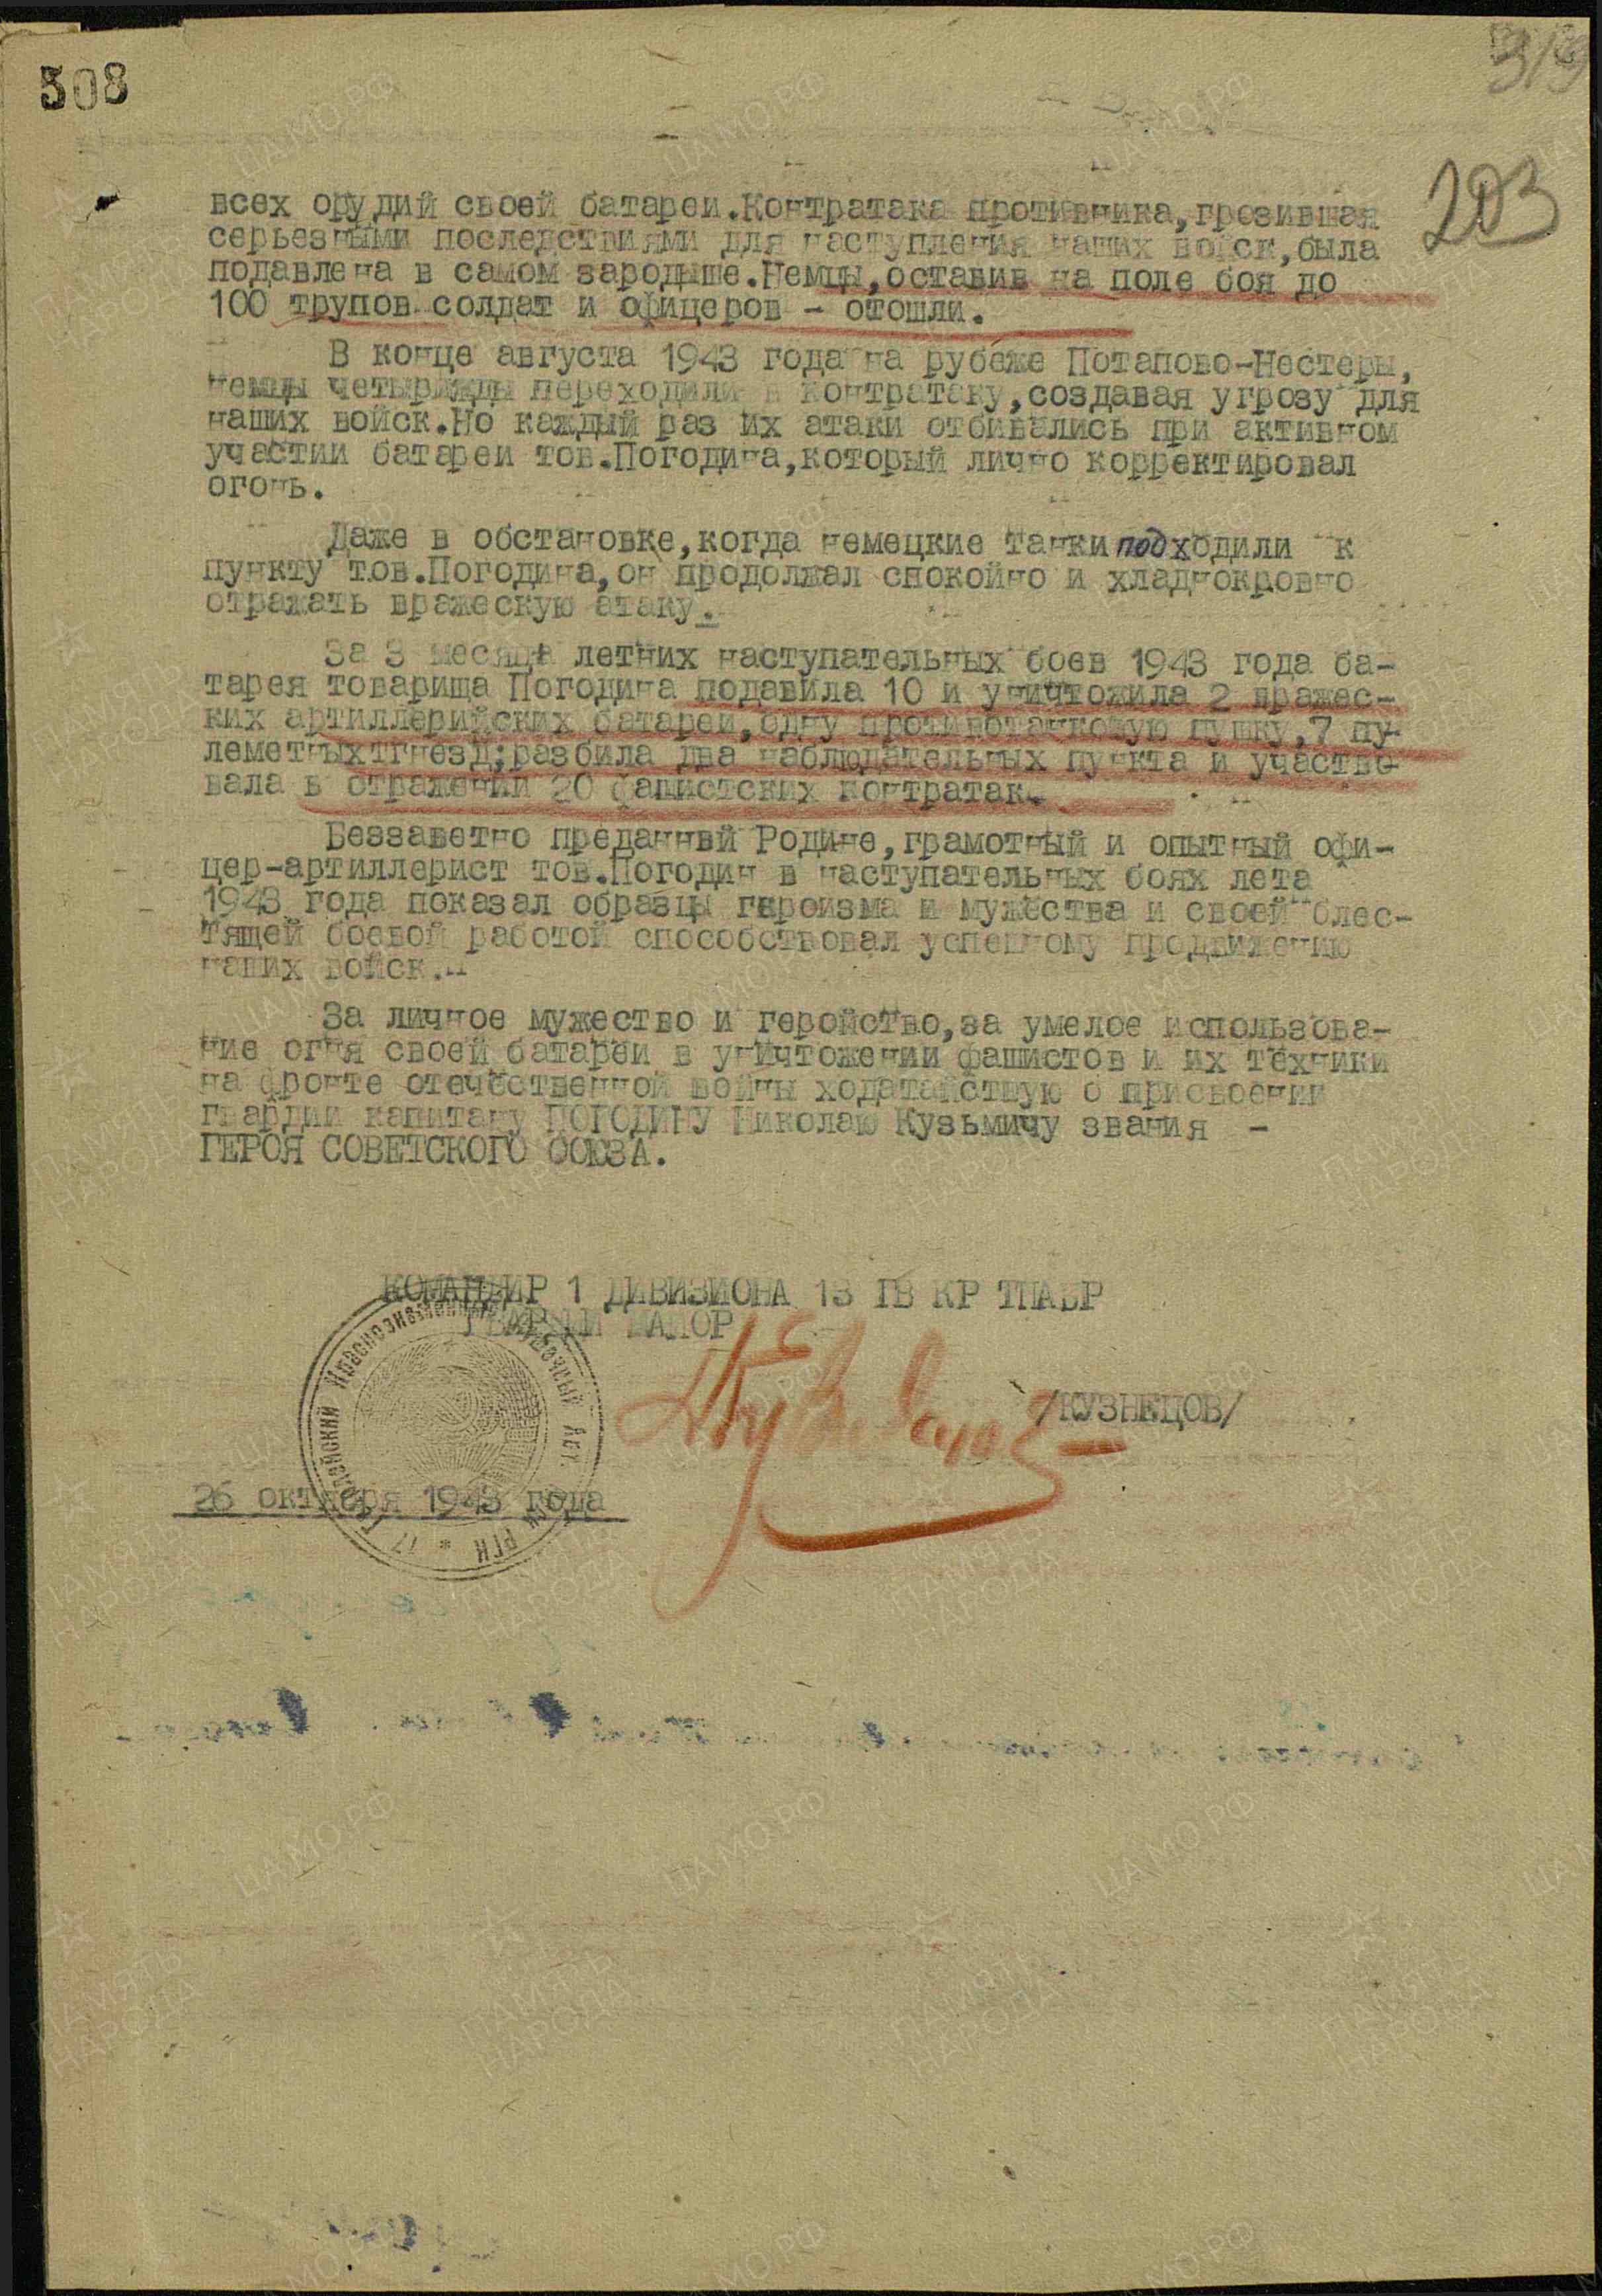 508
319
203
всех орудий своей батареи.Контратака противника,грозившая
серьезными последствиями для наступления наших войск,была
подавлена в самом зародыше.Немцы,оставив на поле боя до
100 трупов солдат и офицеров - отошли.
В конце августа 1943 года на рубеже Потапово-Нестеры,
немцы четырежды переходили в контратаку,создавая угрозу для
наших войск.Но каждый раз их атаки отбивались при активном
участии батареи тов.Погодина,который лично корректировал
огонь.
Даже в обстановке,когда немецкие танки подходили к
пункту тов.Погодина,он продолжал спокойно и хладнокровно
отражать вражескую атаку.
За 3 месяца летних наступательных боев 1943 года ба-
тарея товарища Погодина подавила 10 и уничтожила 2 вражес-
ких артиллерийских батареи,одну противотанковую пушку,7 пу-
леметных гнезд;разбила два наблюдательных пункта и участво-
вала в отражении 20 фашистских контратак.
Беззаветно преданный Родине,грамотный и опытный офи-
цер-артиллерист тов.Погодин в наступательных боях лета
1943 года показал образцы героизма и мужества и своей блес-
тящей боевой работой способствовал успешному продвижению
наших войск.
За личное мужество и геройство,за умелое использова-
ние огня своей батареи в уничтожении фашистов и их техники
на фронте отечественной войны ходатайствую о присвоении
гвардии капитану ПОГОДИНУ Николаю Кузьмичу звания -
ГЕРОЯ СОВЕТСКОГО СОЮЗА.
КОМАНДИР 1 ДИВИЗИОНА 13 ГВ КР ТПАБР
ГВАРДИИ МАЙОР
/КУЗНЕЦОВ/
26 октября 1943 года